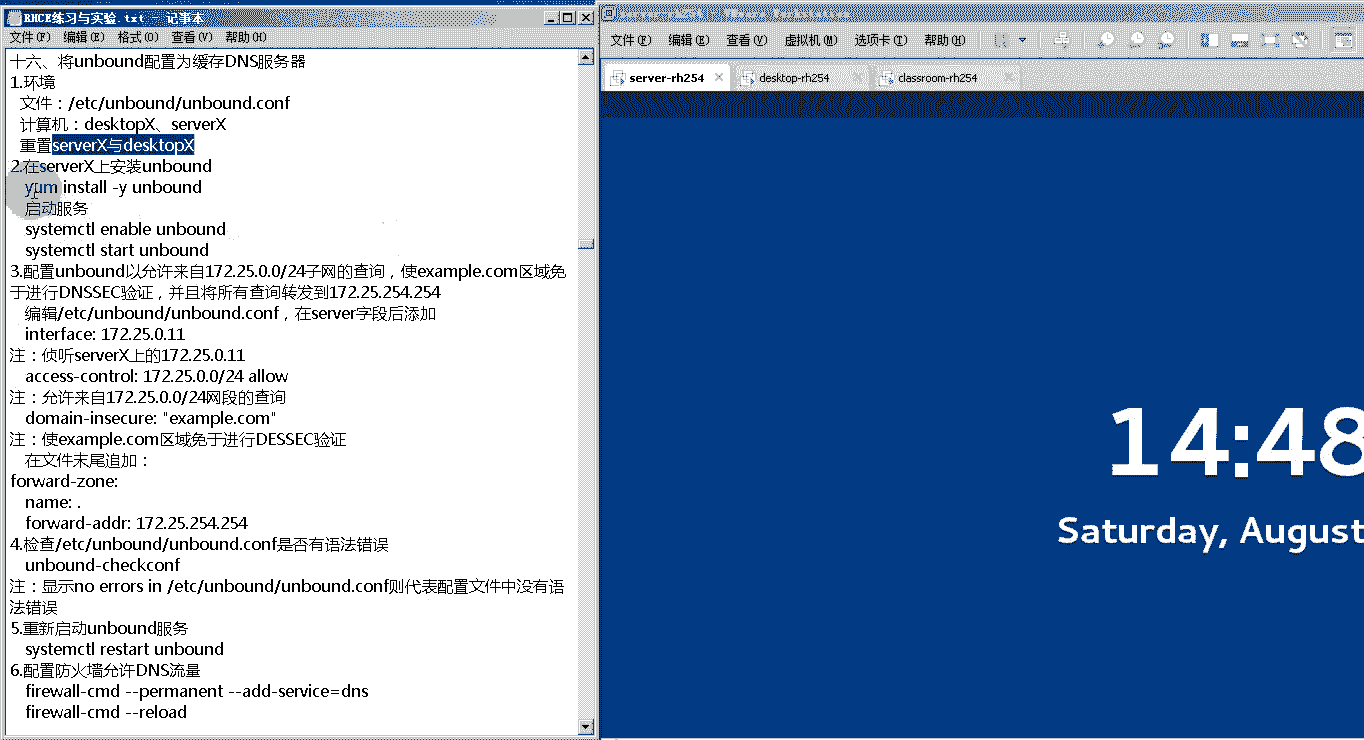 RHCE练习与实验.txt - 记事本
文件(F) 编辑(E) 格式(O) 查看(V) 帮助(H)
十六、将unbound配置为缓存DNS服务器
1.环境
文件：/etc/unbound/unbound.conf
计算机：desktopX、serverX
重置serverX与desktopX
2.在serverX上安装unbound
yum install -y unbound
启动服务
systemctl enable unbound
systemctl start unbound
3.配置unbound以允许来自172.25.0.0/24子网的查询，使example.com区域免
于进行DNSSEC验证，并且将所有查询转发到172.25.254.254
编辑/etc/unbound/unbound.conf，在server字段后添加
interface: 172.25.0.11
注：侦听serverX上的172.25.0.11
access-control: 172.25.0.0/24 allow
注：允许来自172.25.0.0/24网段的查询
domain-insecure: "example.com"
注：使example.com区域免于进行DESSEC验证
在文件末尾追加：
forward-zone:
name: .
forward-addr: 172.25.254.254
4.检查/etc/unbound/unbound.conf是否有语法错误
unbound-checkconf
注：显示no errors in /etc/unbound/unbound.conf则代表配置文件中没有语
法错误
5.重新启动unbound服务
systemctl restart unbound
6.配置防火墙允许DNS流量
firewall-cmd --permanent --add-service=dns
firewall-cmd --reload
文件(E) 编辑(E) 查看(V) 虚拟机(M) 选项卡(T) 帮助(H)
server-rh254 desktop-rh254 classroom-rh254
14:48
Saturday, August